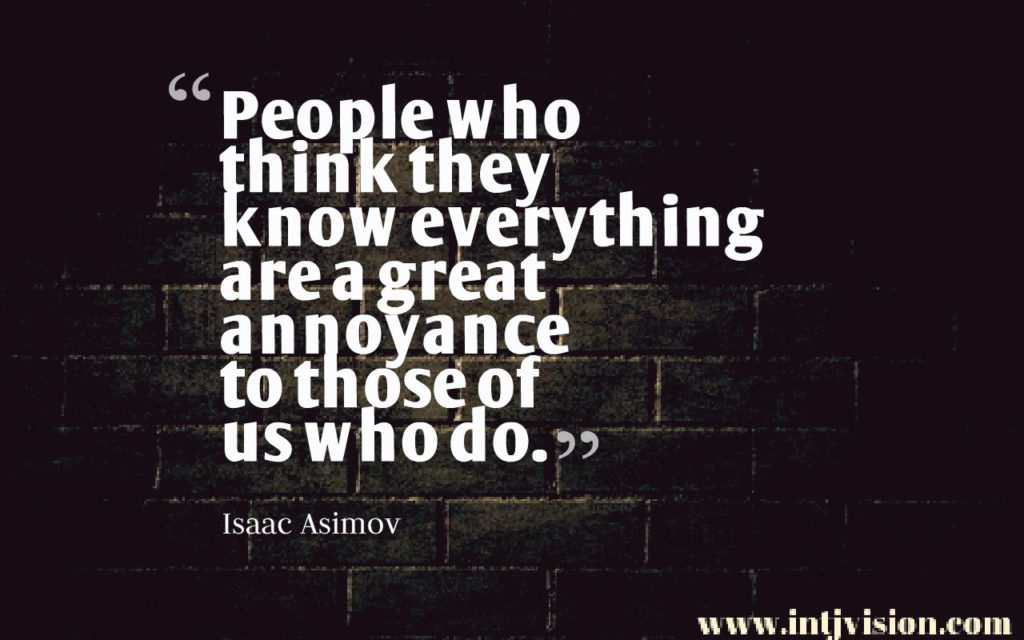 “People who
think they
know everything
are a great
annoyance
to those of
us who do.”
Isaac Asimov
www.intjvision.com